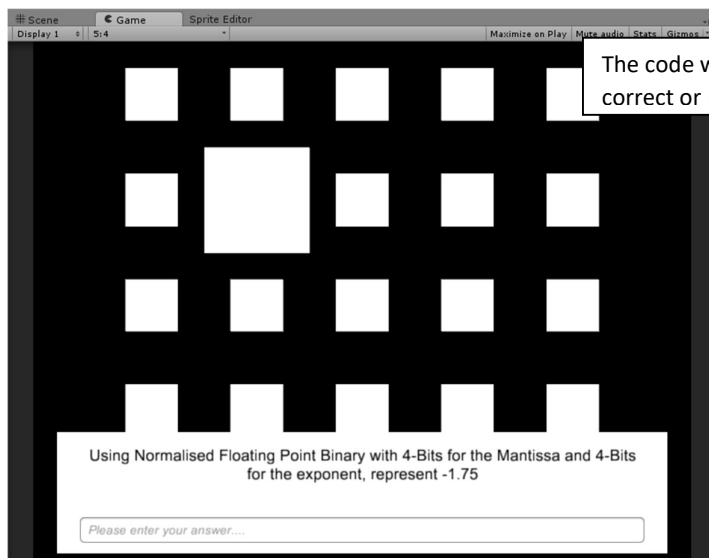 Scene Game Sprite Editor
Display 1 5:4 Maximize on Play Mute audio Stats Gizmos
The code w
correct or
Using Normalised Floating Point Binary with 4-Bits for the Mantissa and 4-Bits
for the exponent, represent -1.75
Please enter your answer....